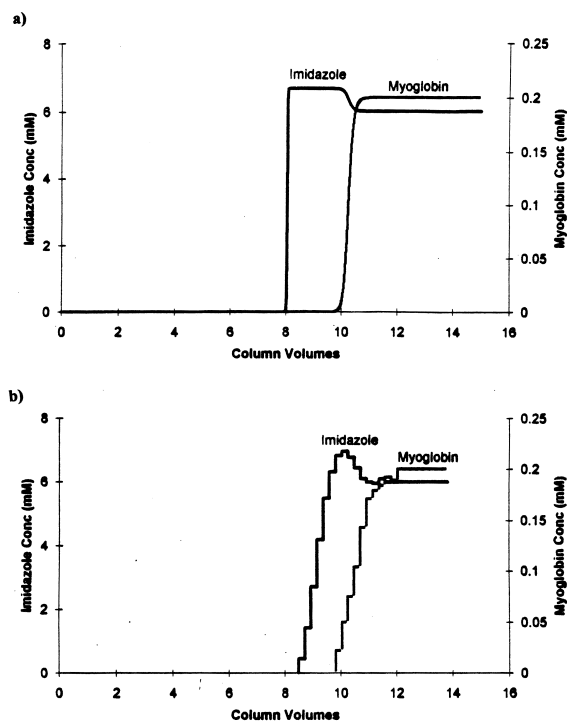 a)
8
6
4
2
0
Imidazole Conc (mM)
0.25
0.2
0.15
0.1
0.05
0
Myoglobin Conc (mM)
Imidazole
Myoglobin
0 2 4 6 8 10 12 14 16
Column Volumes
b)
8
6
4
2
0
Imidazole Conc (mM)
0.25
0.2
0.15
0.1
0.05
0
Myoglobin Conc (mM)
Imidazole
Myoglobin
0 2 4 6 8 10 12 14 16
Column Volumes